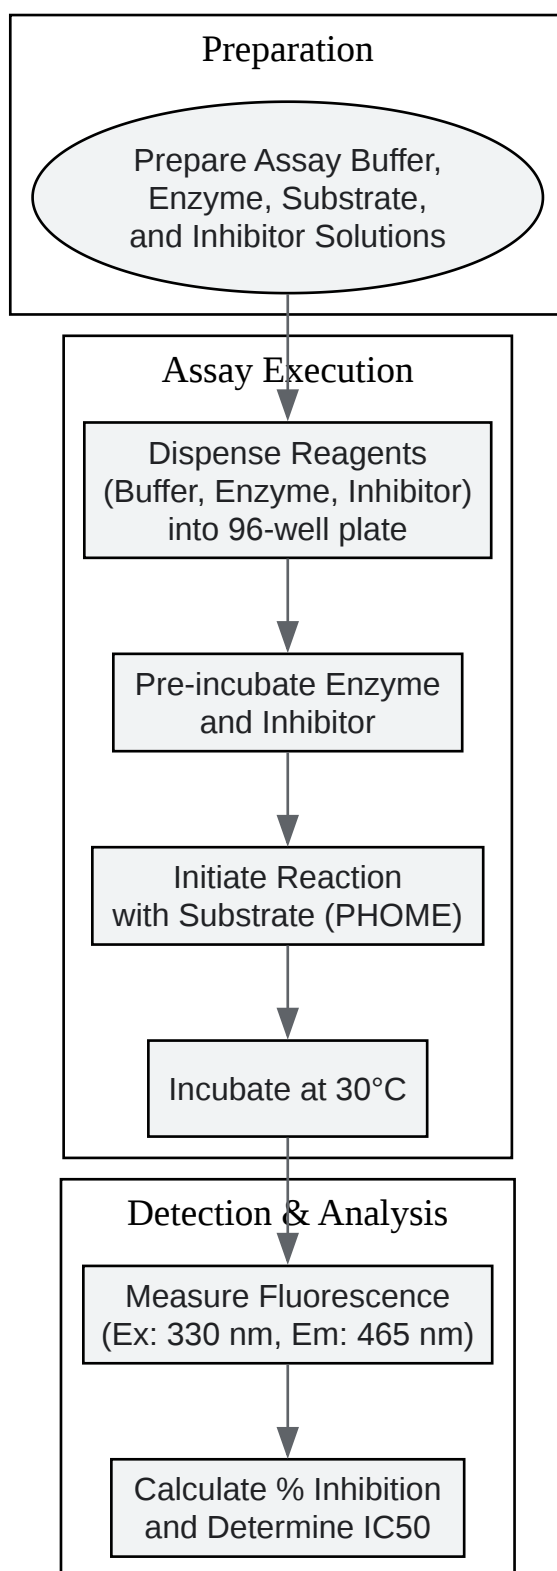 Preparation
Prepare Assay Buffer,
Enzyme, Substrate,
and Inhibitor Solutions
Assay Execution
Dispense Reagents
(Buffer, Enzyme, Inhibitor)
into 96-well plate
Pre-incubate Enzyme
and Inhibitor
Initiate Reaction
with Substrate (PHOME)
Incubate at 30°C
Detection & Analysis
Measure Fluorescence
(Ex: 330 nm, Em: 465 nm)
Calculate % Inhibition
and Determine IC50